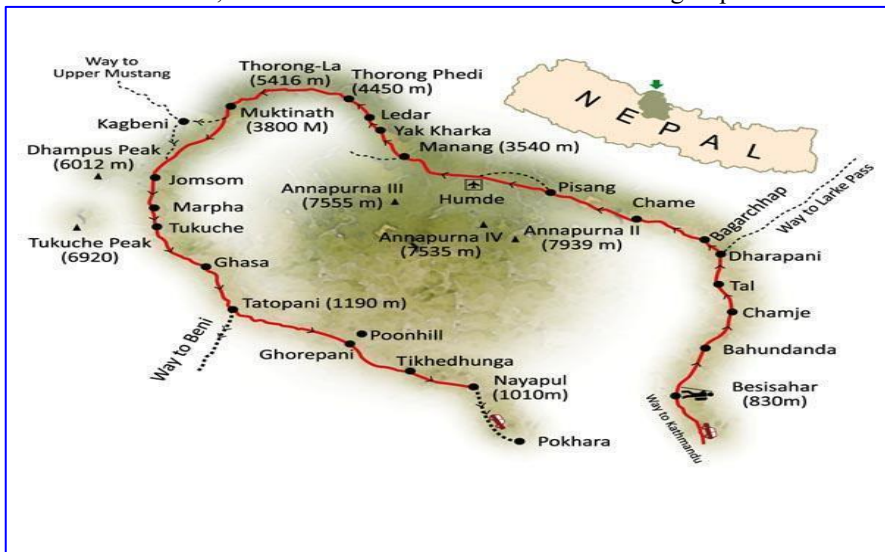 Way to
Upper Mustang
Thorong-La
(5416 m)
Thorong Phedi
(4450 m)
Kagbeni
Muktinath
(3800 M)
Ledar
Yak Kharka
Manang (3540 m)
NEPAL
Dhampus Peak
(6012 m)
Jomsom
Annapurna III
(7555 m)
Humde
Pisang
Chame
Bagarchhap
Way to Larke Pass
Marpha
Tukuche
Tukuche Peak
(6920)
Annapurna IV
(7535 m)
Annapurna II
(7939 m)
Dharapani
Ghasa
Tal
Chamje
Tatopani (1190 m)
Way to Beni
Poonhill
Ghorepani
Tikhedhunga
Bahundanda
Nayapul
(1010m)
Besisahar
(830m)
Way to Kathmandu
Pokhara